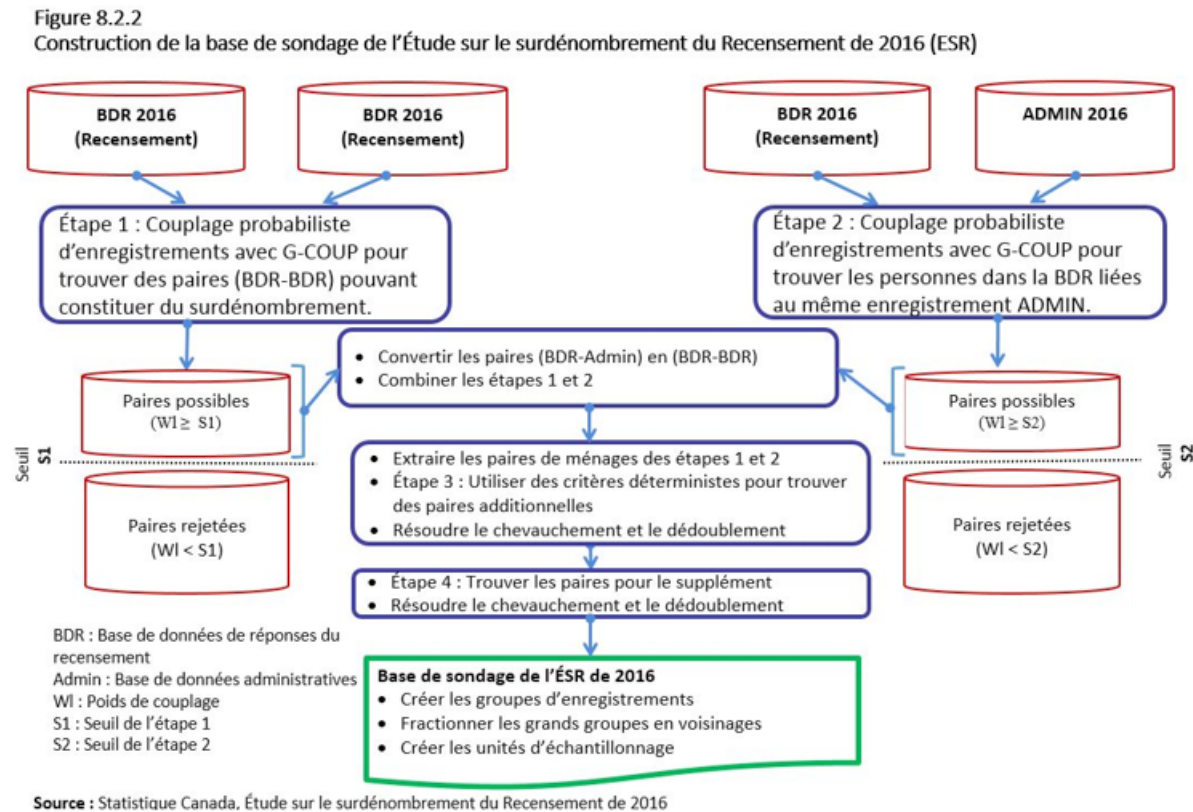 Figure 8.2.2
Construction de la base de sondage de l'Étude sur le surdénombrement du Recensement de 2016 (ESR)
BDR 2016
(Recensement)
BDR 2016
(Recensement)
BDR 2016
(Recensement)
ADMIN 2016
Étape 1 : Couplage probabiliste
d'enregistrements avec G-COUP pour
trouver des paires (BDR-BDR) pouvant
constituer du surdénombrement.
Étape 2 : Couplage probabiliste
d'enregistrements avec G-COUP pour
trouver les personnes dans la BDR liées
au même enregistrement ADMIN.
• Convertir les paires (BDR-Admin) en (BDR-BDR)
• Combiner les étapes 1 et 2
Paires possibles
(Wl ≥ S1)
Paires possibles
(Wl ≥ S2)
Seuil
S1
Seuil
S2
• Extraire les paires de ménages des étapes 1 et 2
• Étape 3 : Utiliser des critères déterministes pour trouver
des paires additionnelles
• Résoudre le chevauchement et le dédoublement
Paires rejetées
(Wl < S1)
Paires rejetées
(Wl < S2)
• Étape 4 : Trouver les paires pour le supplément
• Résoudre le chevauchement et le dédoublement
BDR : Base de données de réponses du
recensement
Admin : Base de données administratives
Wl : Poids de couplage
S1 : Seuil de l'étape 1
S2 : Seuil de l'étape 2
Base de sondage de l'ÉSR de 2016
• Créer les groupes d'enregistrements
• Fractionner les grands groupes en voisinages
• Créer les unités d'échantillonnage
Source : Statistique Canada, Étude sur le surdénombrement du Recensement de 2016